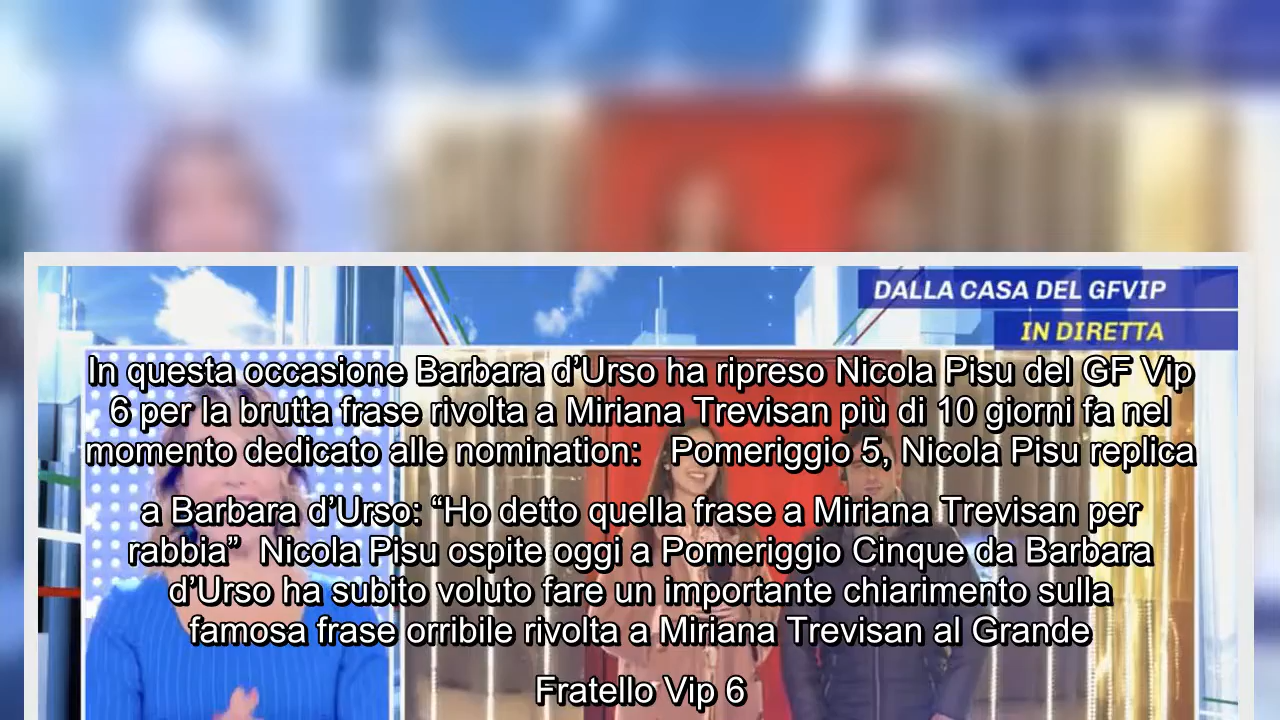 DALLA CASA DEL GFVIP
IN DIRETTA
In questa occasione Barbara d’Urso ha ripreso Nicola Pisu del GF Vip
6 per la brutta frase rivolta a Miriana Trevisan più di 10 giorni fa nel
momento dedicato alle nomination:   Pomeriggio 5, Nicola Pisu replica
a Barbara d’Urso: “Ho detto quella frase a Miriana Trevisan per
rabbia”  Nicola Pisu ospite oggi a Pomeriggio Cinque da Barbara
d’Urso ha subito voluto fare un importante chiarimento sulla
famosa frase orribile rivolta a Miriana Trevisan al Grande
Fratello Vip 6